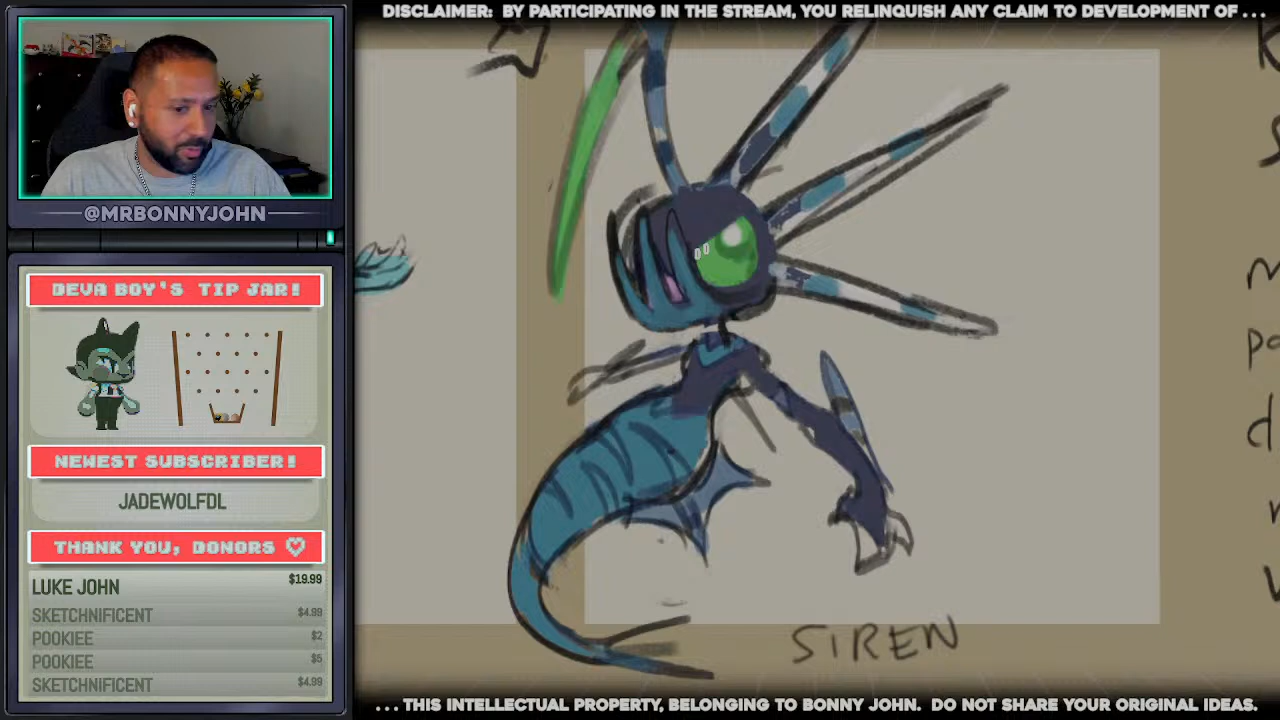 DISCLAIMER: BY PARTICIPATING IN THE STREAM, YOU RELINQUISH ANY CLAIM TO DEVELOPMENT OF . . .
@MRBONNYJOHN
DEVA BOY'S TIP JAR!
NEWEST SUBSCRIBER!
JADEWOLFDL
THANK YOU, DONORS ♡
LUKE JOHN $19.99
SKETCHNIFICENT $4.99
POOKIEE $2
POOKIEE $5
SKETCHNIFICENT $4.99
SIREN
. . . THIS INTELLECTUAL PROPERTY, BELONGING TO BONNY JOHN. DO NOT SHARE YOUR ORIGINAL IDEAS.